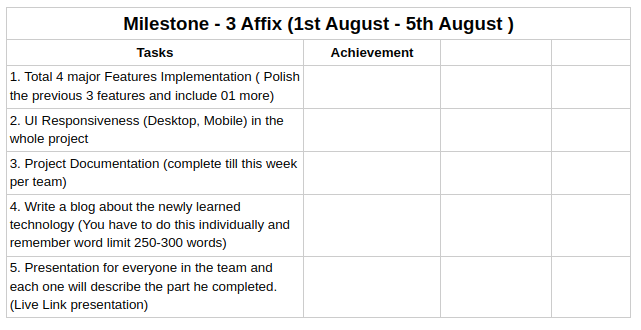 Milestone - 3 Affix (1st August - 5th August )
Tasks
Achievement
1. Total 4 major Features Implementation ( Polish
the previous 3 features and include 01 more)
2. UI Responsiveness (Desktop, Mobile) in the
whole project
3. Project Documentation (complete till this week
per team)
4. Write a blog about the newly learned
technology (You have to do this individually and
remember word limit 250-300 words)
5. Presentation for everyone in the team and
each one will describe the part he completed.
(Live Link presentation)